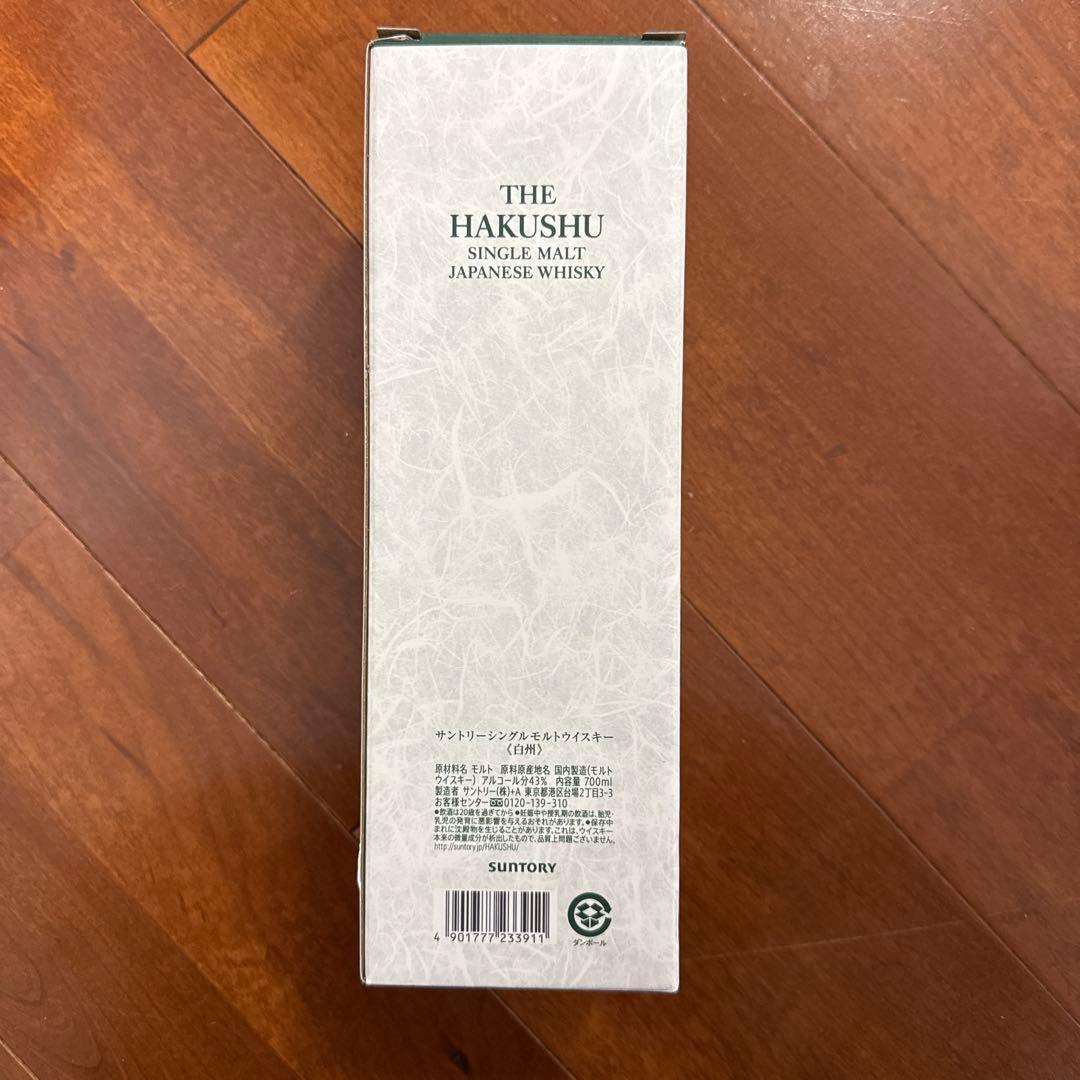 THE
HAKUSHU
SINGLE MALT
JAPANESE WHISKY
サントリーシングルモルトウイスキー
《白州》
原材料名 モルト 原料原産地名 国内製造(モルト
ウイスキー) アルコール分43% 内容量 700ml
製造者 サントリー(株)+A 東京都港区台場2丁目3-3
お客様センター 0120-139-310
●飲酒は20歳を過ぎてから ●妊娠中や授乳期の飲酒は、胎児・
乳児の発育に悪影響を与えるおそれがあります。●保存中
まれに沈殿物を生じることがあります。これは、ウイスキー
本来の微量成分が析出したもので、品質上問題ございません。
http://suntory.jp/HAKUSHU/
SUNTORY
4 901777 233911
ダンボール